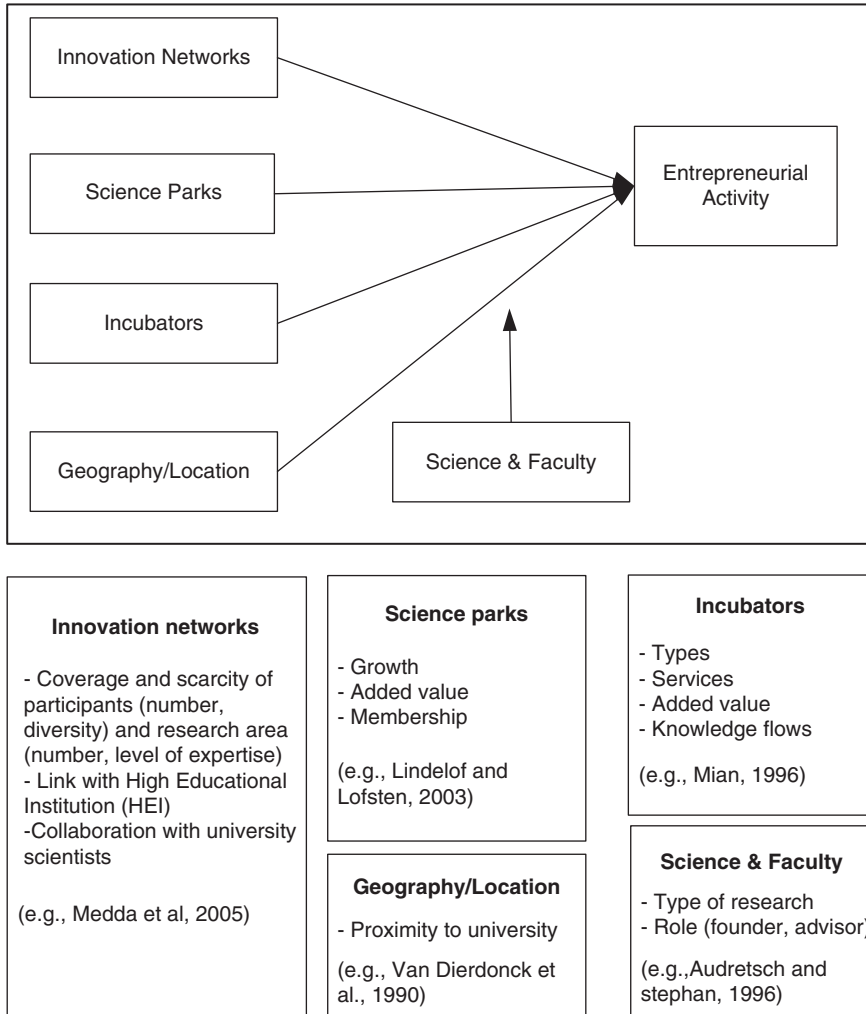 Innovation Networks
Science Parks
Incubators
Geography/Location
Entrepreneurial
Activity
Science & Faculty
Innovation networks
- Coverage and scarcity of
participants (number,
diversity) and research area
(number, level of expertise)
- Link with High Educational
Institution (HEI)
-Collaboration with university
scientists
(e.g., Medda et al, 2005)
Science parks
- Growth
- Added value
- Membership
(e.g., Lindelof and
Lofsten, 2003)
Geography/Location
- Proximity to university
(e.g., Van Dierdonck et
al., 1990)
Incubators
- Types
- Services
- Added value
- Knowledge flows
(e.g., Mian, 1996)
Science & Faculty
- Type of research
- Role (founder, advisor)
(e.g.,Audretsch and
stephan, 1996)